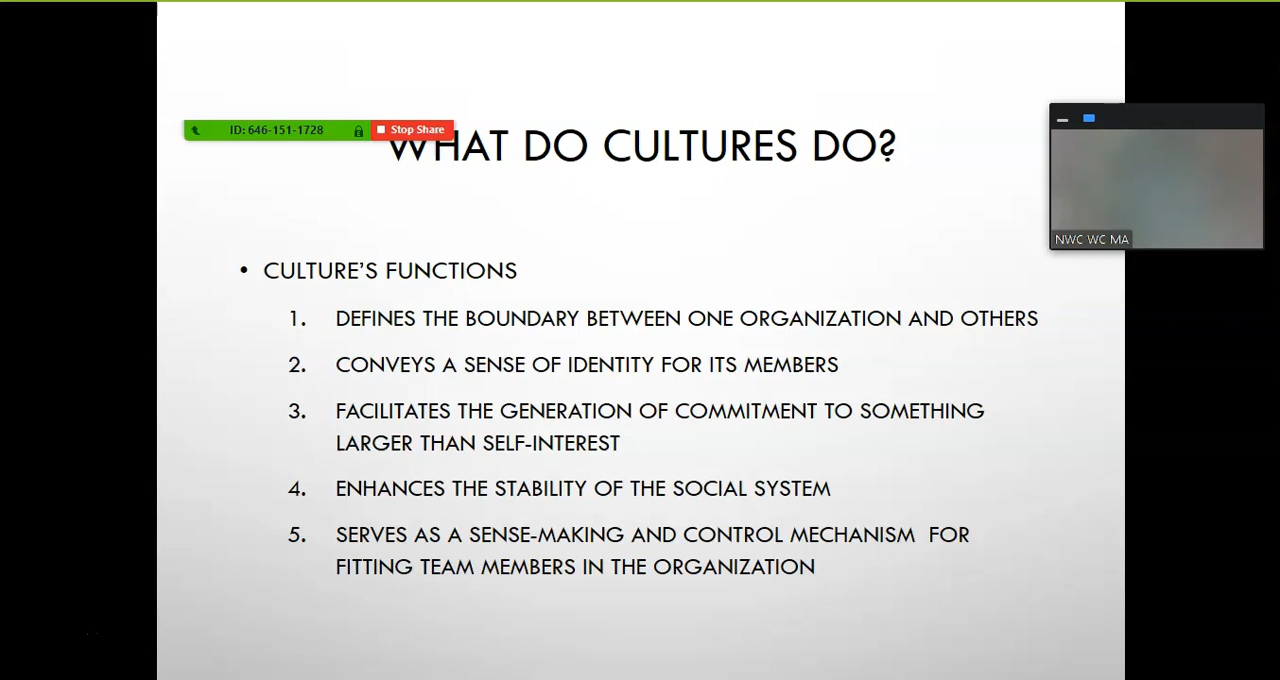 ID: 646-151-1728
Stop Share
WHAT DO CULTURES DO?
NWC WC MA
• CULTURE’S FUNCTIONS
1. DEFINES THE BOUNDARY BETWEEN ONE ORGANIZATION AND OTHERS
2. CONVEYS A SENSE OF IDENTITY FOR ITS MEMBERS
3. FACILITATES THE GENERATION OF COMMITMENT TO SOMETHING
LARGER THAN SELF-INTEREST
4. ENHANCES THE STABILITY OF THE SOCIAL SYSTEM
5. SERVES AS A SENSE-MAKING AND CONTROL MECHANISM  FOR
FITTING TEAM MEMBERS IN THE ORGANIZATION